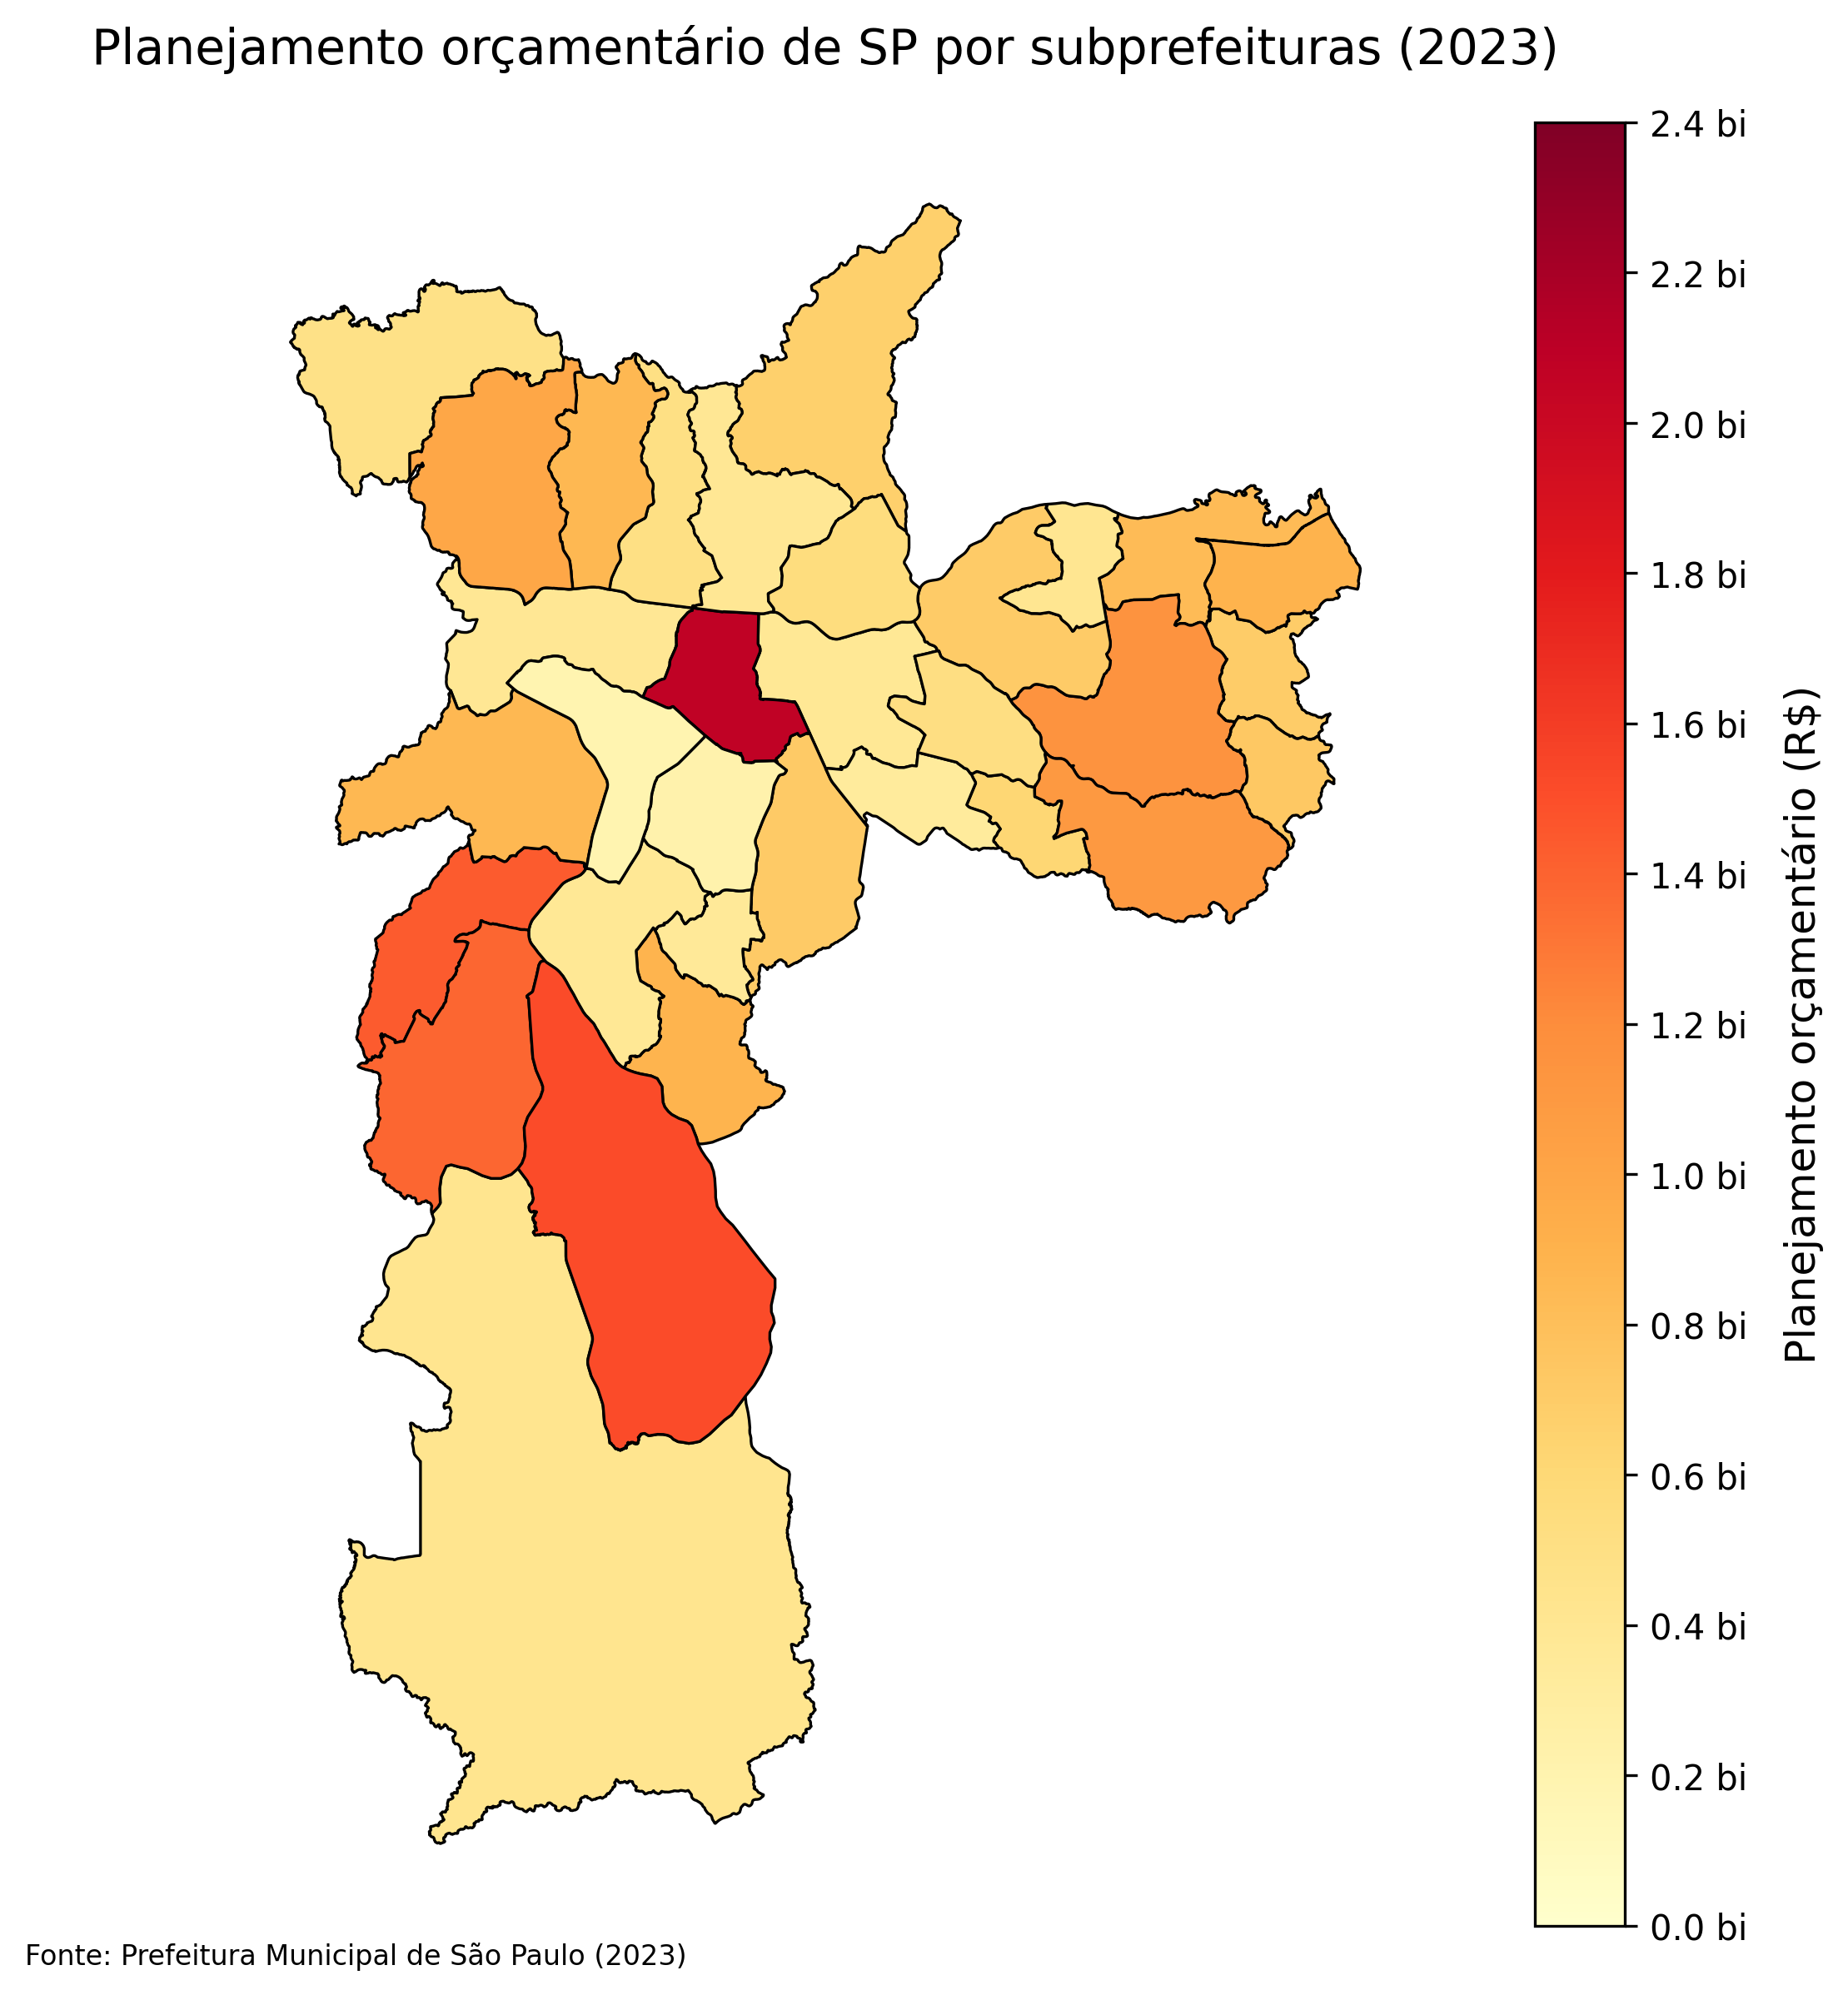 Planejamento orçamentário de SP por subprefeituras (2023)
2.4 bi
2.2 bi
2.0 bi
1.8 bi
1.6 bi
1.4 bi
1.2 bi
1.0 bi
0.8 bi
0.6 bi
0.4 bi
0.2 bi
0.0 bi
Planejamento orçamentário (R$)
Fonte: Prefeitura Municipal de São Paulo (2023)